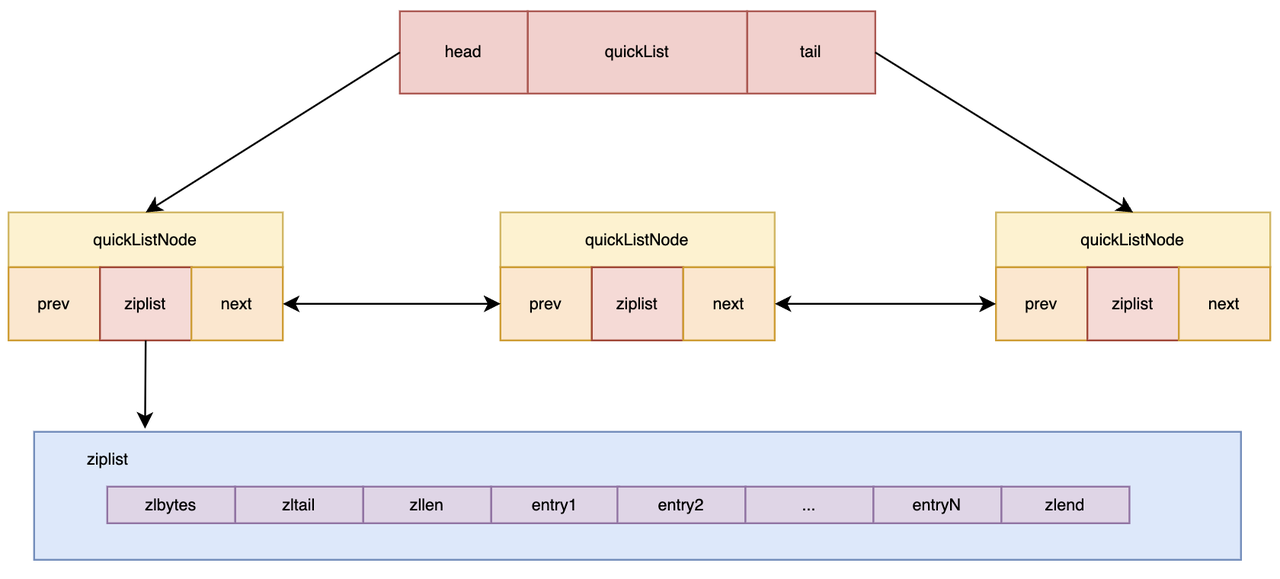 head quickList tail
quickListNode quickListNode quickListNode
prev ziplist next prev ziplist next prev ziplist next
ziplist
zlbytes zltail zllen entry1 entry2 ... entryN zlend